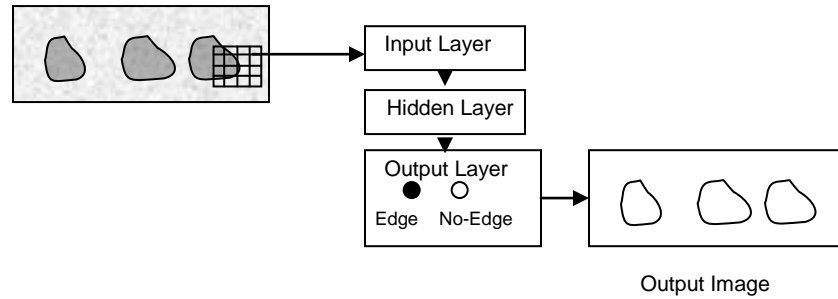 Input Layer
Hidden Layer
Output Layer
Edge No-Edge
Output Image